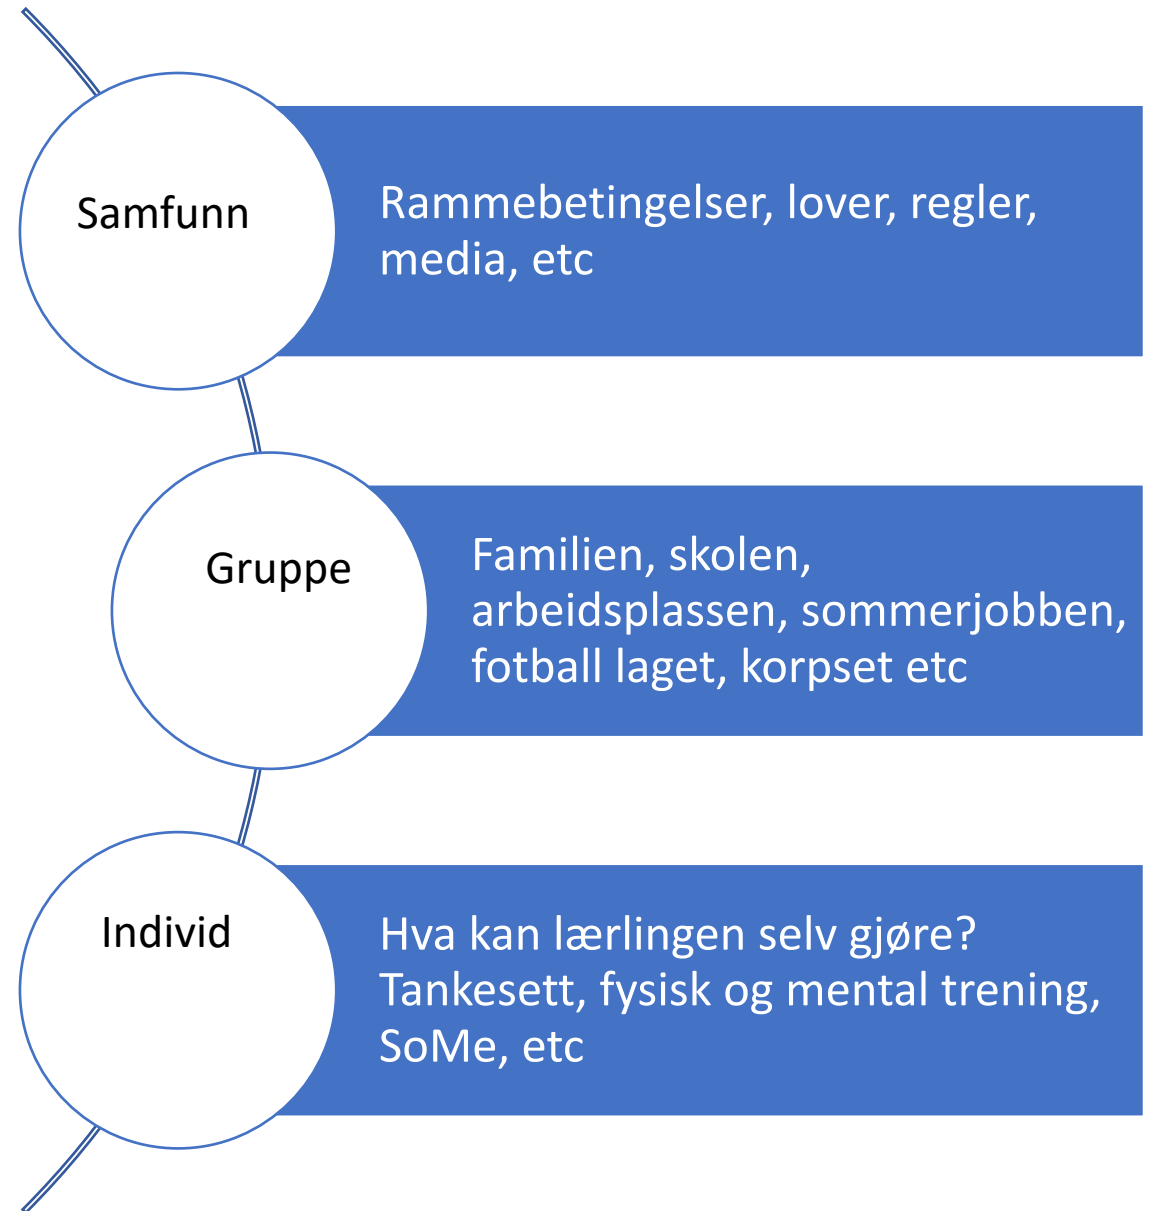 Samfunn
Rammebetingelser, lover, regler,
media, etc
Gruppe
Familien, skolen,
arbeidsplassen, sommerjobben,
fotball laget, korpset etc
Individ
Hva kan lærlingen selv gjøre?
Tankesett, fysisk og mental trening,
SoMe, etc